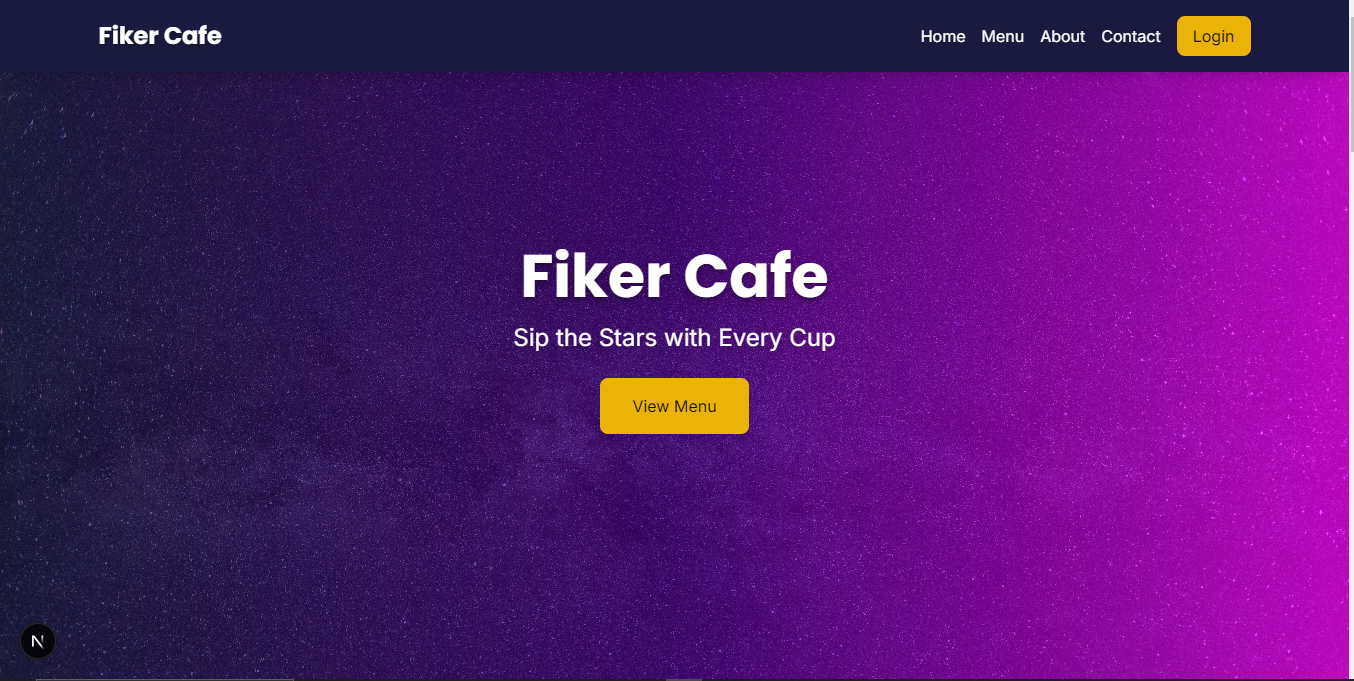 Fiker Cafe
Home Menu About Contact Login
Fiker Cafe
Sip the Stars with Every Cup
View Menu
N